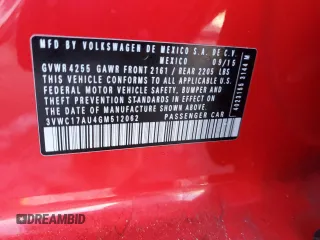 MFD BY VOLKSWAGEN DE MEXICO S.A. DE C.V.
MEXICO 09/16
GVWR 4255 GAWR FRONT 2161 / REAR 2205 LBS
THIS VEHICLE CONFORMS TO ALL APPLICABLE
FEDERAL MOTOR VEHICLE SAFETY, BUMPER AND
THEFT PREVENTION STANDARDS IN EFFECT ON
THE DATE OF MANUFACTURE SHOWN ABOVE.
3VWC17AU4GM512062 PASSENGER CAR
3144 M
DREAMBID